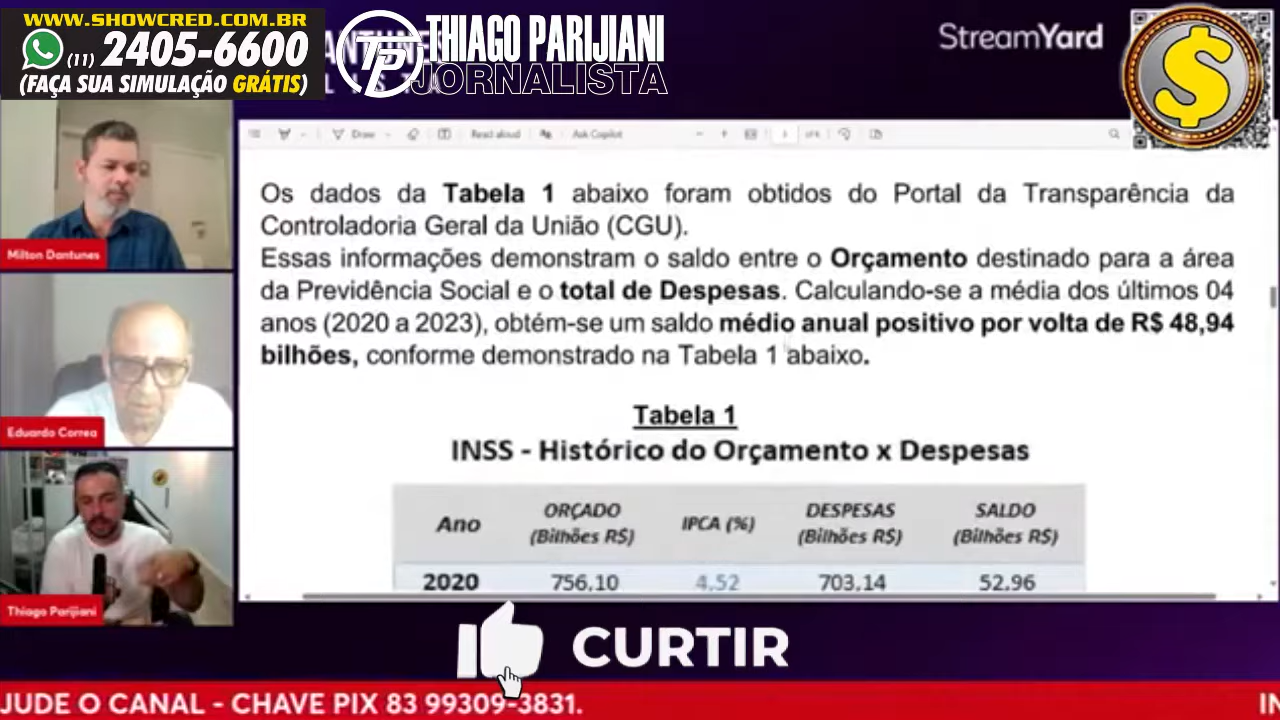 WWW.SHOWCRED.COM.BR
(11) 2405-6600
(FAÇA SUA SIMULAÇÃO GRÁTIS)
TP
THIAGO PARIJIANI
JORNALISTA
StreamYard
$
Draw
Read aloud
Ask Copilot
Os dados da Tabela 1 abaixo foram obtidos do Portal da Transparência da
Controladoria Geral da União (CGU).
Essas informações demonstram o saldo entre o Orçamento destinado para a área
da Previdência Social e o total de Despesas. Calculando-se a média dos últimos 04
anos (2020 a 2023), obtém-se um saldo médio anual positivo por volta de R$ 48,94
bilhões, conforme demonstrado na Tabela 1 abaixo.
Tabela 1
INSS - Histórico do Orçamento x Despesas
Ano ORÇADO (Bilhões R$) IPCA (%) DESPESAS (Bilhões R$) SALDO (Bilhões R$)
2020 756,10 4,52 703,14 52,96
Milton Dantunes
Eduardo Correa
Thiago Parijiani
CURTIR
JUDE O CANAL - CHAVE PIX 83 99309-3831.
IN